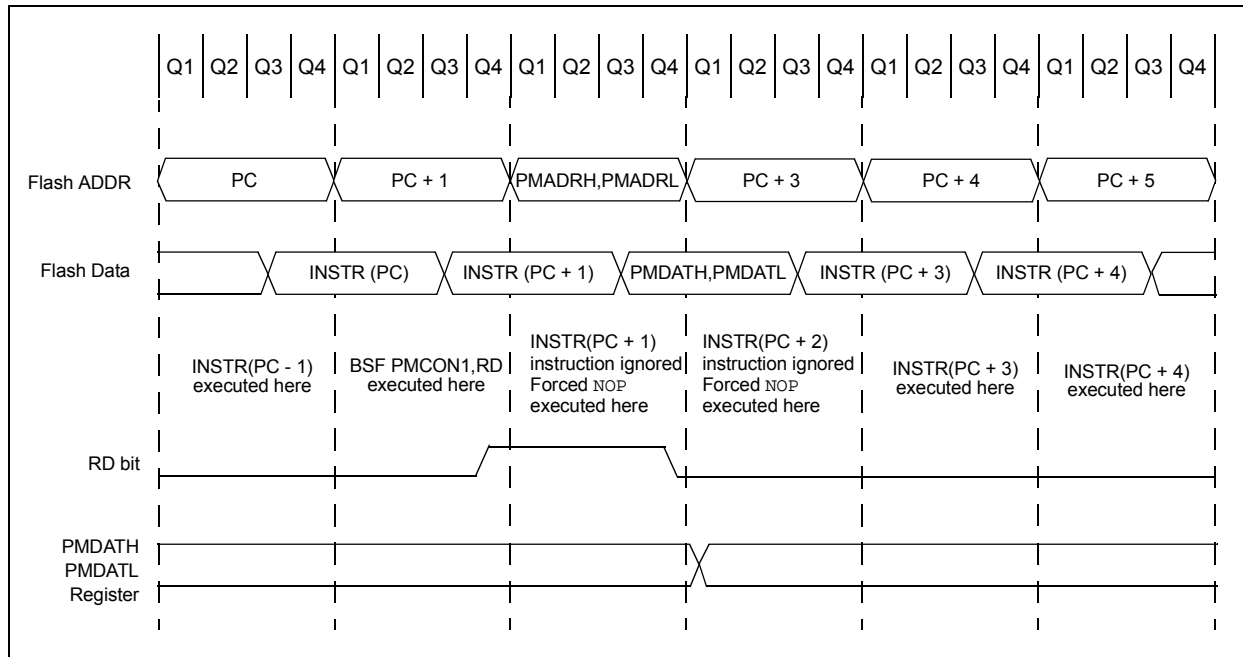 Q1 Q2 Q3 Q4 Q1 Q2 Q3 Q4 Q1 Q2 Q3 Q4 Q1 Q2 Q3 Q4 Q1 Q2 Q3 Q4 Q1 Q2 Q3 Q4
Flash ADDR PC PC + 1 PMADRH,PMADRL PC + 3 PC + 4 PC + 5
Flash Data INSTR (PC) INSTR (PC + 1) PMDATH,PMDATL INSTR (PC + 3) INSTR (PC + 4)
INSTR(PC - 1)
executed here
BSF PMCON1,RD
executed here
INSTR(PC + 1)
instruction ignored
Forced NOP
executed here
INSTR(PC + 2)
instruction ignored
Forced NOP
executed here
INSTR(PC + 3)
executed here
INSTR(PC + 4)
executed here
RD bit
PMDATH
PMDATL
Register